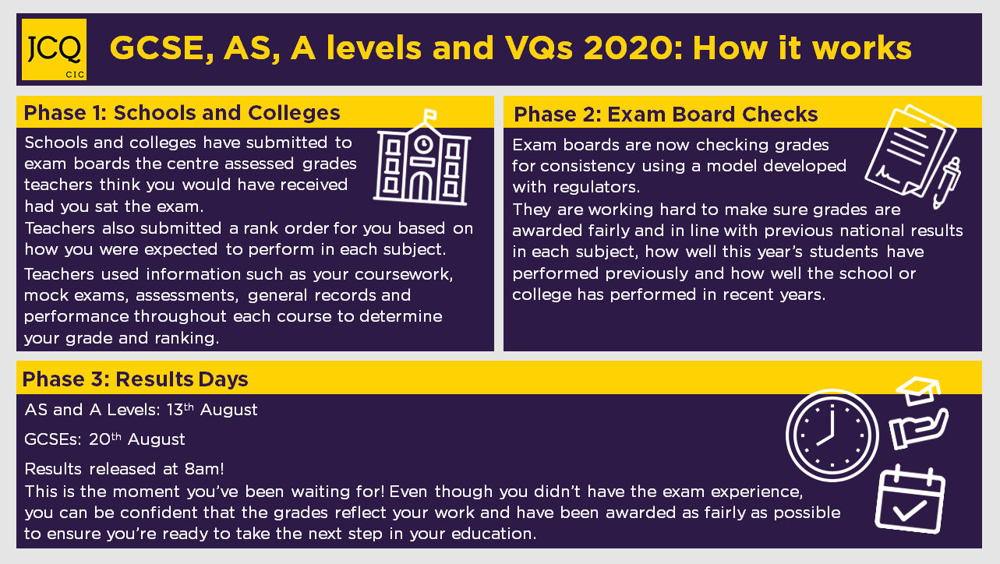 JCQ
CIC
GCSE, AS, A levels and VQs 2020: How it works
Phase 1: Schools and Colleges
Schools and colleges have submitted to
exam boards the centre assessed grades
teachers think you would have received
had you sat the exam.
Teachers also submitted a rank order for you based on
how you were expected to perform in each subject.
Teachers used information such as your coursework,
mock exams, assessments, general records and
performance throughout each course to determine
your grade and ranking.
Phase 2: Exam Board Checks
Exam boards are now checking grades
for consistency using a model developed
with regulators.
They are working hard to make sure grades are
awarded fairly and in line with previous national results
in each subject, how well this year's students have
performed previously and how well the school or
college has performed in recent years.
Phase 3: Results Days
AS and A Levels: 13th August
GCSEs: 20th August
Results released at 8am!
This is the moment you've been waiting for! Even though you didn't have the exam experience,
you can be confident that the grades reflect your work and have been awarded as fairly as possible
to ensure you're ready to take the next step in your education.